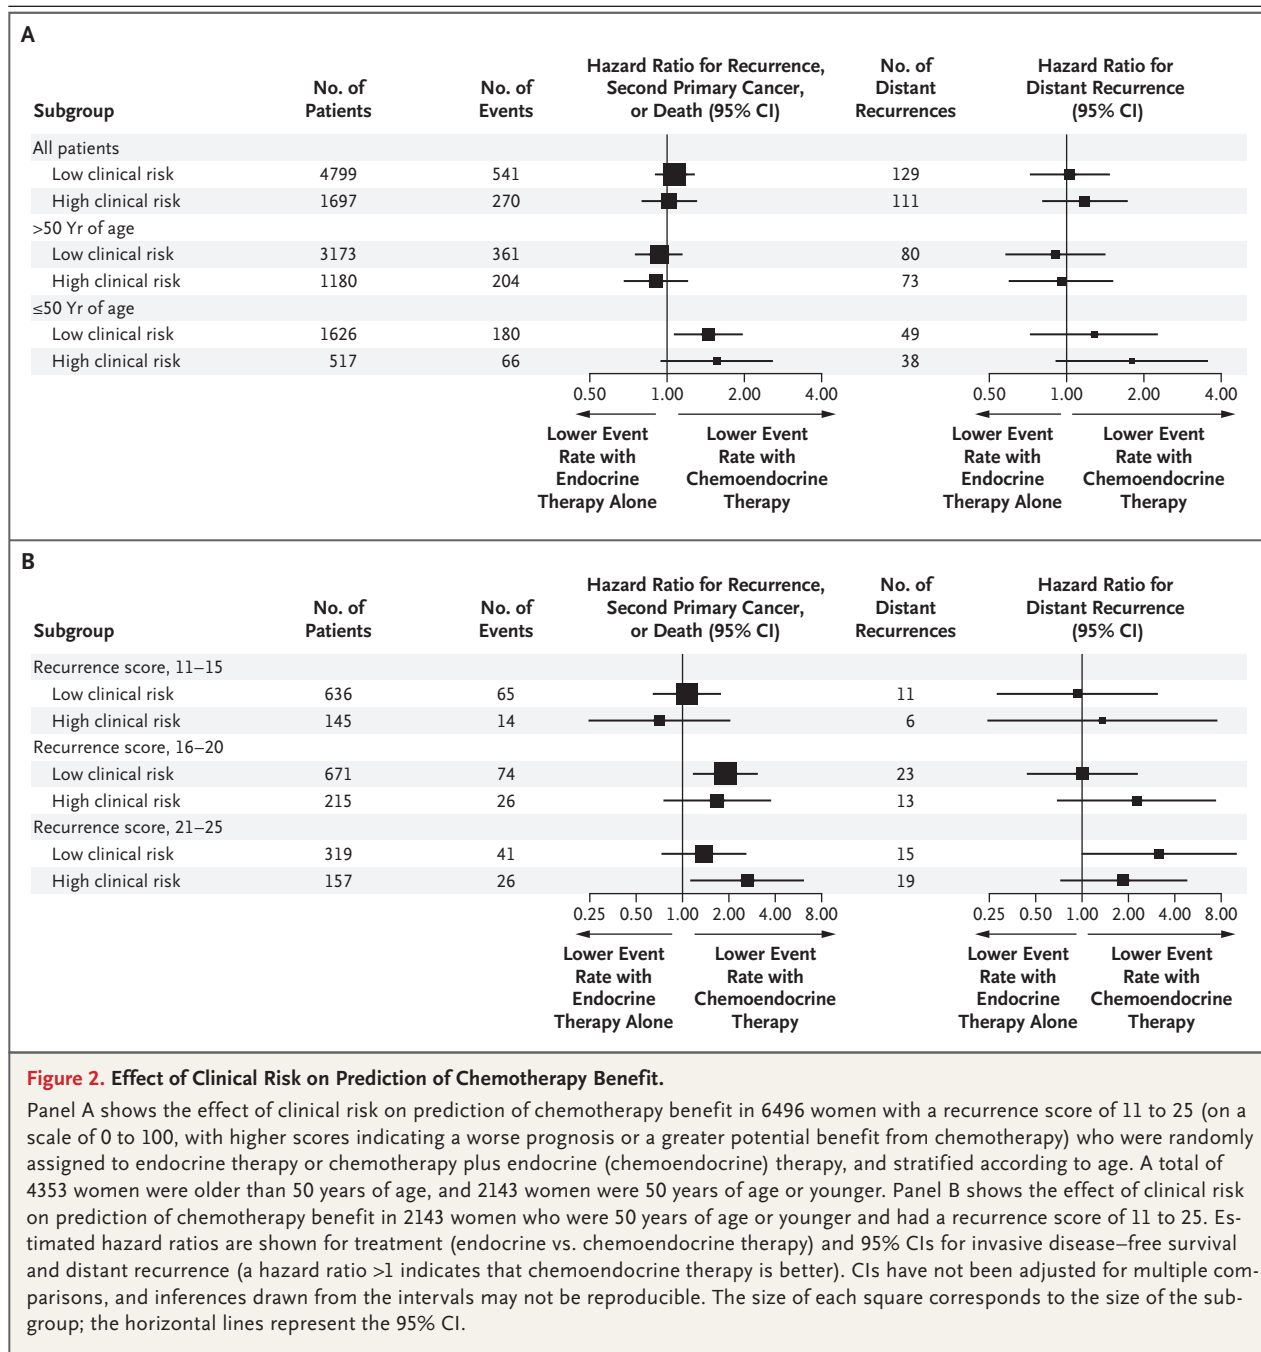 A
Subgroup No. of Patients No. of Events Hazard Ratio for Recurrence, Second Primary Cancer, or Death (95% CI) No. of Distant Recurrences Hazard Ratio for Distant Recurrence (95% CI)
All patients
Low clinical risk 4799 541 129
High clinical risk 1697 270 111
>50 Yr of age
Low clinical risk 3173 361 80
High clinical risk 1180 204 73
≤50 Yr of age
Low clinical risk 1626 180 49
High clinical risk 517 66 38
0.50 1.00 2.00 4.00 0.50 1.00 2.00 4.00
Lower Event Lower Event Lower Event Lower Event
Rate with Rate with Rate with Rate with
Endocrine Chemoendocrine Endocrine Chemoendocrine
Therapy Alone Therapy Therapy Alone Therapy
B
Subgroup No. of Patients No. of Events Hazard Ratio for Recurrence, Second Primary Cancer, or Death (95% CI) No. of Distant Recurrences Hazard Ratio for Distant Recurrence (95% CI)
Recurrence score, 11–15
Low clinical risk 636 65 11
High clinical risk 145 14 6
Recurrence score, 16–20
Low clinical risk 671 74 23
High clinical risk 215 26 13
Recurrence score, 21–25
Low clinical risk 319 41 15
High clinical risk 157 26 19
0.25 0.50 1.00 2.00 4.00 8.00 0.25 0.50 1.00 2.00 4.00 8.00
Lower Event Lower Event Lower Event Lower Event
Rate with Rate with Rate with Rate with
Endocrine Chemoendocrine Endocrine Chemoendocrine
Therapy Alone Therapy Therapy Alone Therapy
Figure 2. Effect of Clinical Risk on Prediction of Chemotherapy Benefit.
Panel A shows the effect of clinical risk on prediction of chemotherapy benefit in 6496 women with a recurrence score of 11 to 25 (on a
scale of 0 to 100, with higher scores indicating a worse prognosis or a greater potential benefit from chemotherapy) who were randomly
assigned to endocrine therapy or chemotherapy plus endocrine (chemoendocrine) therapy, and stratified according to age. A total of
4353 women were older than 50 years of age, and 2143 women were 50 years of age or younger. Panel B shows the effect of clinical risk
on prediction of chemotherapy benefit in 2143 women who were 50 years of age or younger and had a recurrence score of 11 to 25. Es-
timated hazard ratios are shown for treatment (endocrine vs. chemoendocrine therapy) and 95% CIs for invasive disease–free survival
and distant recurrence (a hazard ratio >1 indicates that chemoendocrine therapy is better). CIs have not been adjusted for multiple com-
parisons, and inferences drawn from the intervals may not be reproducible. The size of each square corresponds to the size of the sub-
group; the horizontal lines represent the 95% CI.